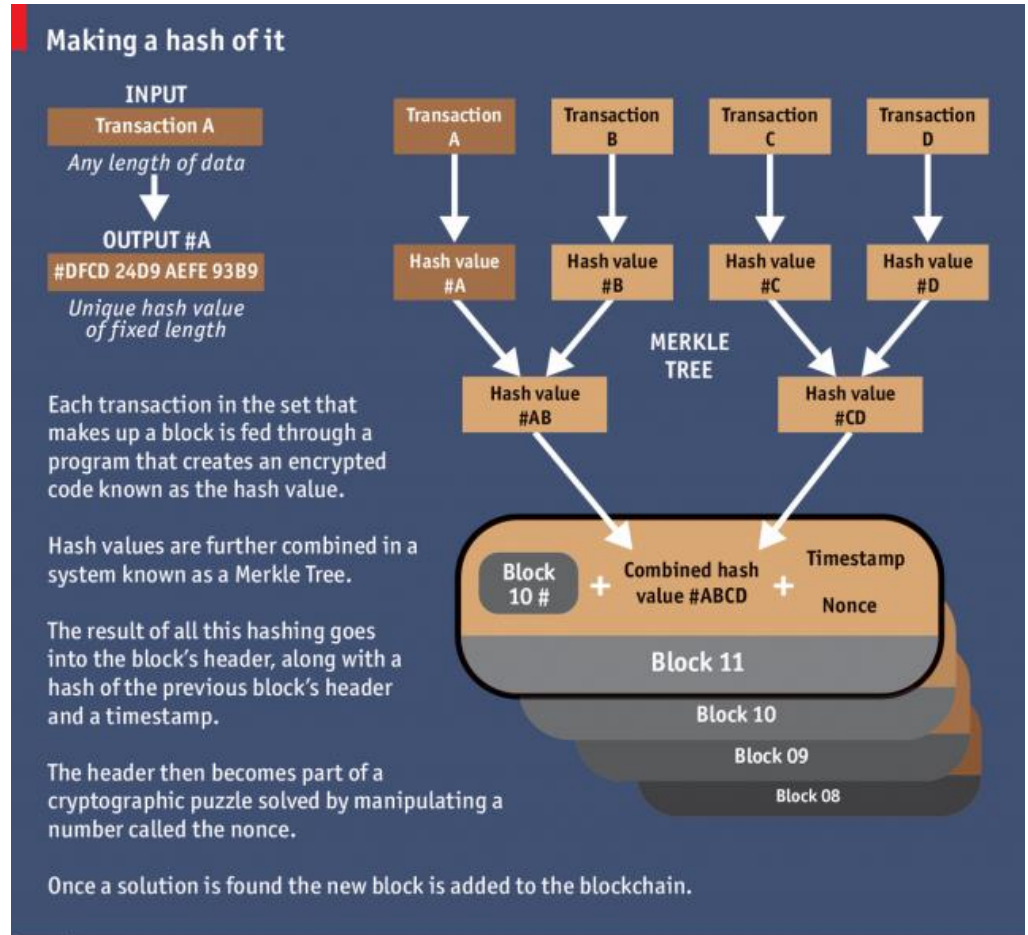 Making a hash of it
INPUT
Transaction A
Any length of data
OUTPUT #A
#DFCD 24D9 AEFE 93B9
Unique hash value
of fixed length
Each transaction in the set that
makes up a block is fed through a
program that creates an encrypted
code known as the hash value.
Hash values are further combined in a
system known as a Merkle Tree.
The result of all this hashing goes
into the block’s header, along with a
hash of the previous block’s header
and a timestamp.
The header then becomes part of a
cryptographic puzzle solved by manipulating a
number called the nonce.
Once a solution is found the new block is added to the blockchain.
Transaction
A
Transaction
B
Transaction
C
Transaction
D
Hash value
#A
Hash value
#B
Hash value
#C
Hash value
#D
MERKLE
TREE
Hash value
#AB
Hash value
#CD
Block
10 #
+
Combined hash
value #ABCD
+
Timestamp
Nonce
Block 11
Block 10
Block 09
Block 08